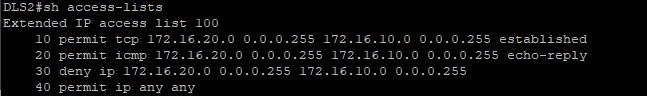 DLS2#sh access-lists
Extended IP access list 100
10 permit tcp 172.16.20.0 0.0.0.255 172.16.10.0 0.0.0.255 established
20 permit icmp 172.16.20.0 0.0.0.255 172.16.10.0 0.0.0.255 echo-reply
30 deny ip 172.16.20.0 0.0.0.255 172.16.10.0 0.0.0.255
40 permit ip any any